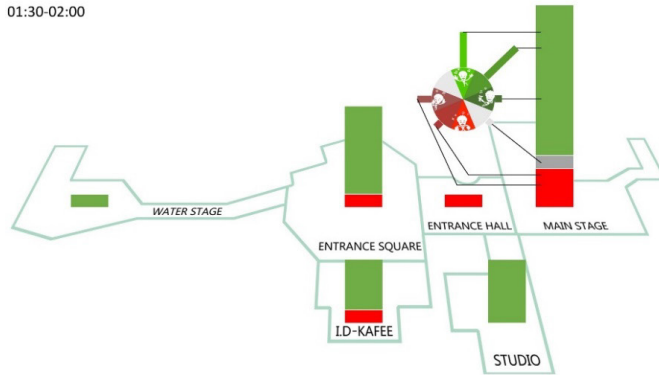 01:30-02:00
WATER STAGE
ENTRANCE SQUARE
ENTRANCE HALL
MAIN STAGE
I.D-KAFEE
STUDIO